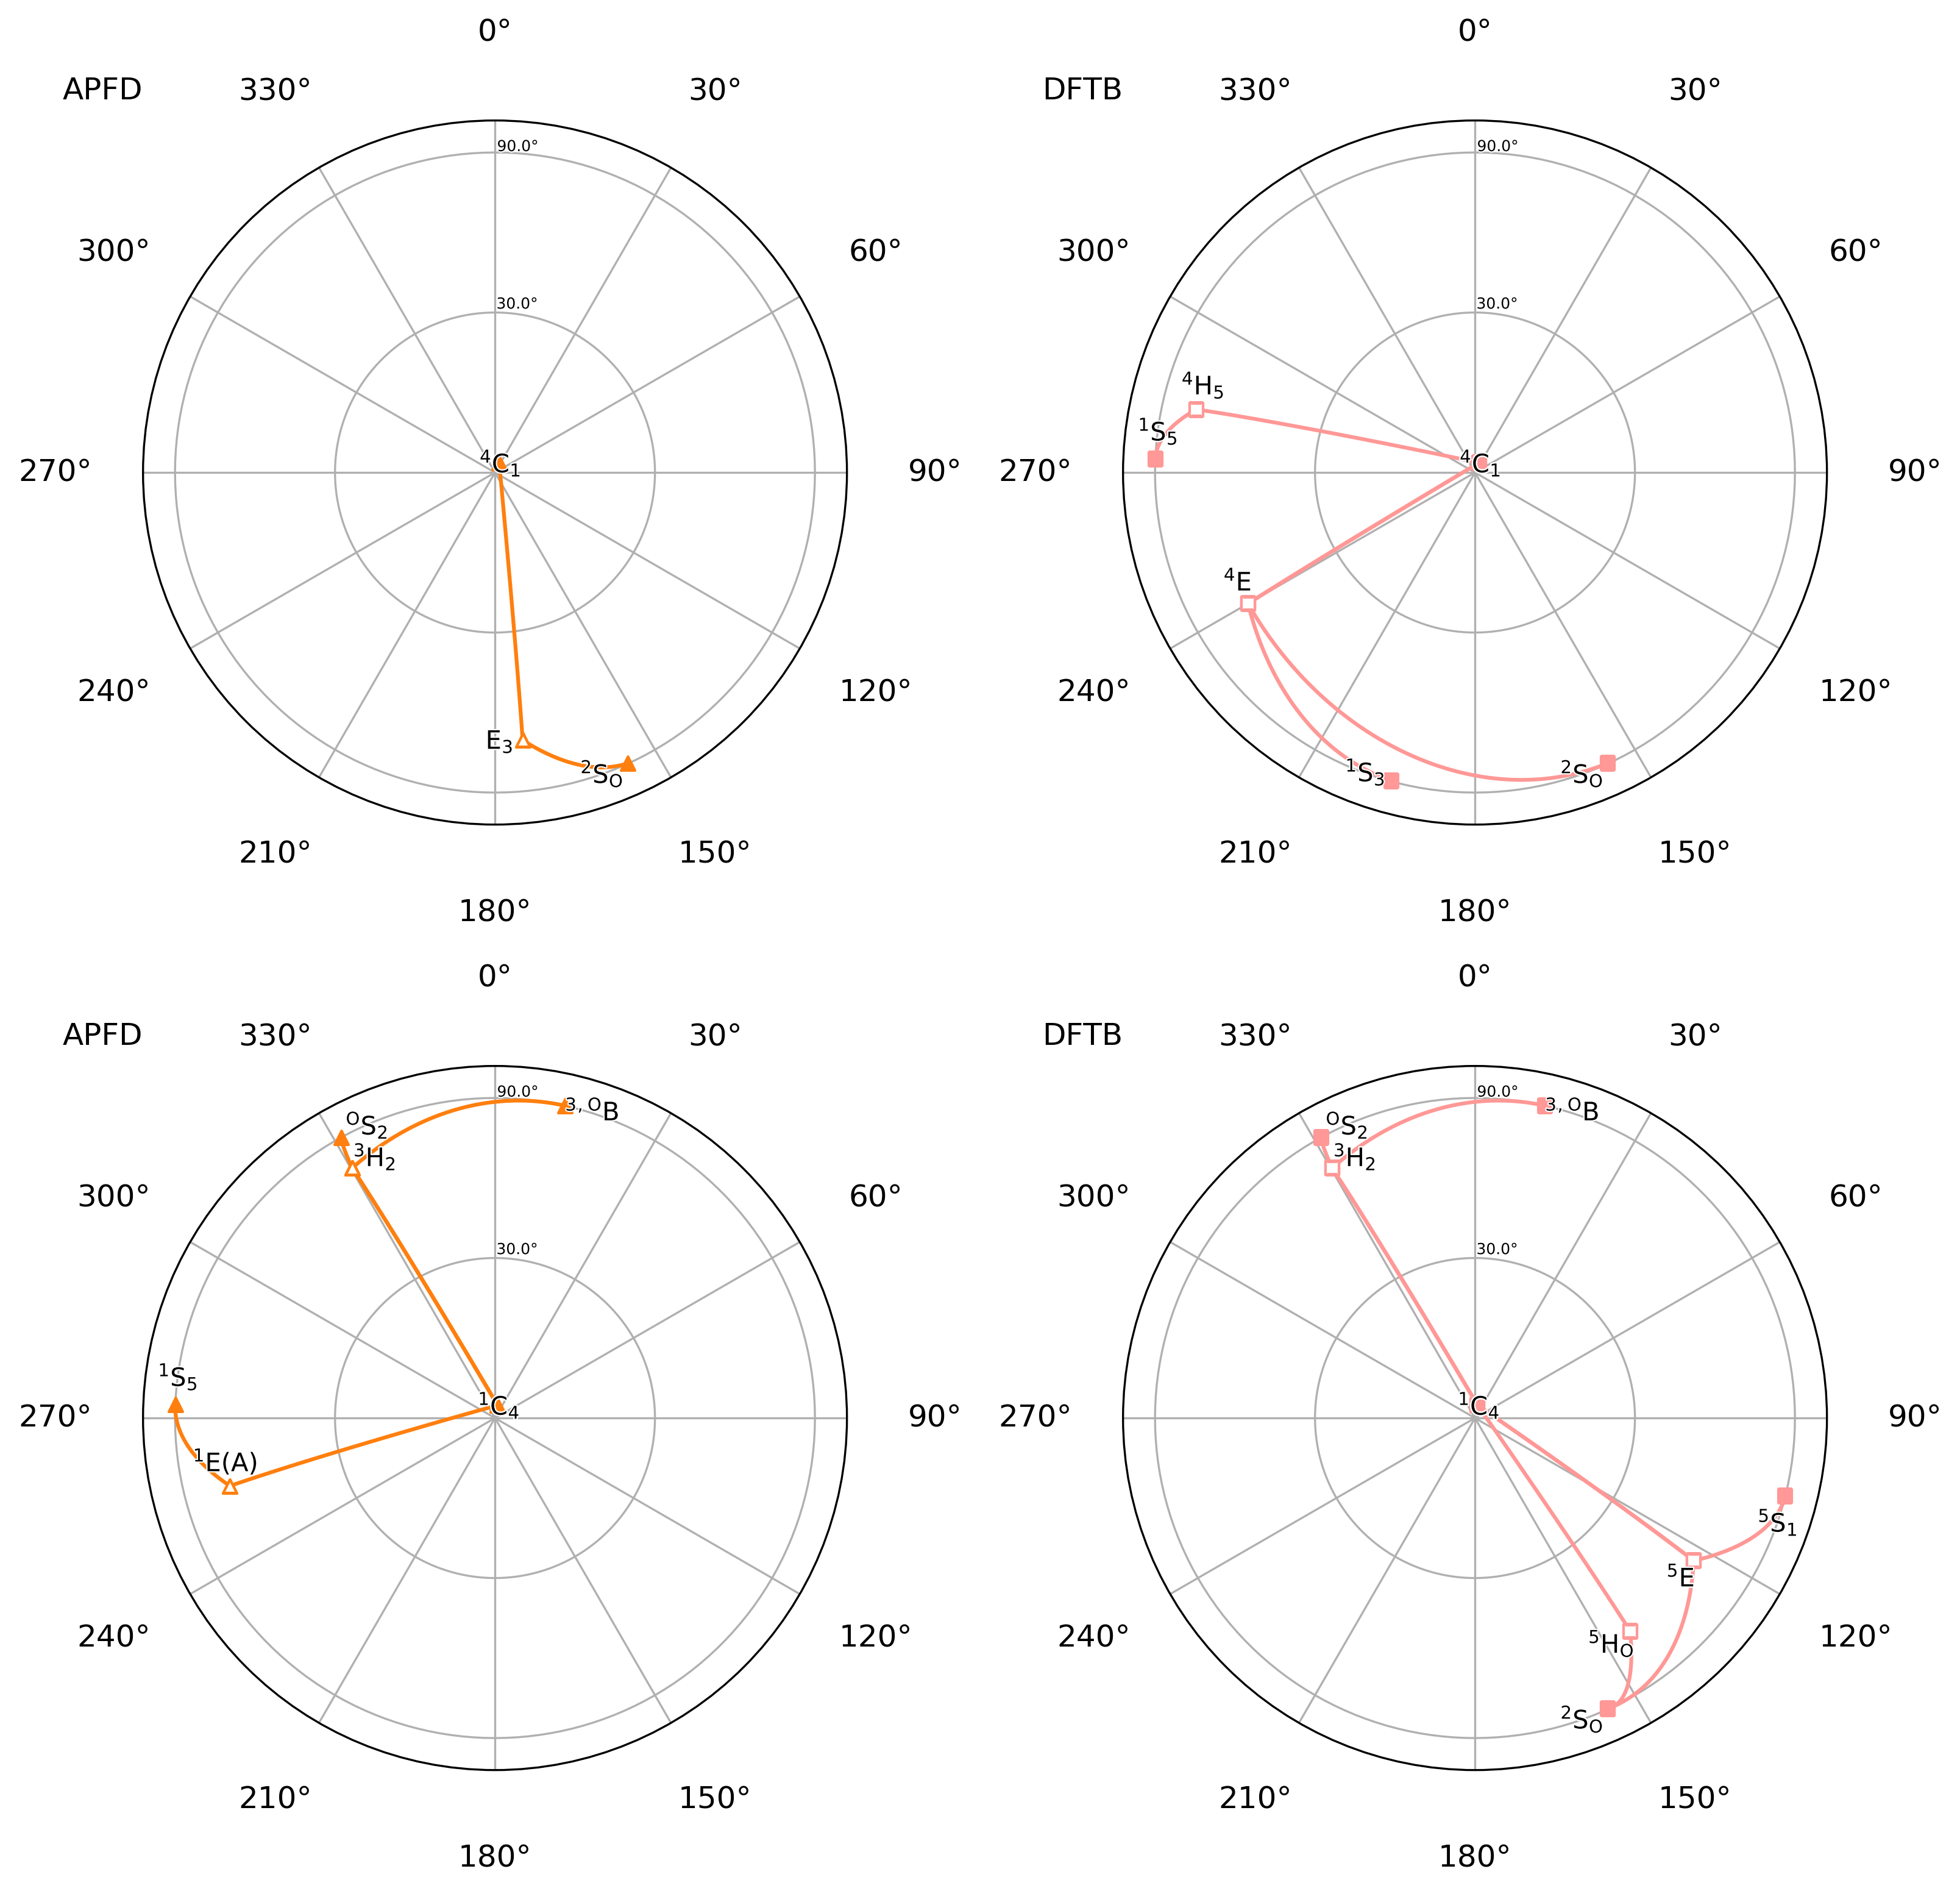 0° 0°
APFD 330° 30° DFTB 330° 30°
90.0° 90.0°
300° 60° 300° 60°
30.0° 30.0°
⁴H₅
¹S₅
270° ⁴C₁ 90° 270° ⁴C₁ 90°
⁴E
240° 120° 240° 120°
E₃
²S_O ¹S₃ ²S_O
210° 150° 210° 150°
180° 180°
0° 0°
APFD 330° 30° DFTB 330° 30°
90.0° ³,ᴼB 90.0° ³,ᴼB
ᴼS₂ ᴼS₂
³H₂ ³H₂
300° 60° 300° 60°
30.0° 30.0°
¹S₅
270° ¹C₄ 90° 270° ¹C₄ 90°
¹E(A)
⁵S₁
⁵E
240° 120° 240° 120°
⁵H_O
²S_O
210° 150° 210° 150°
180° 180°